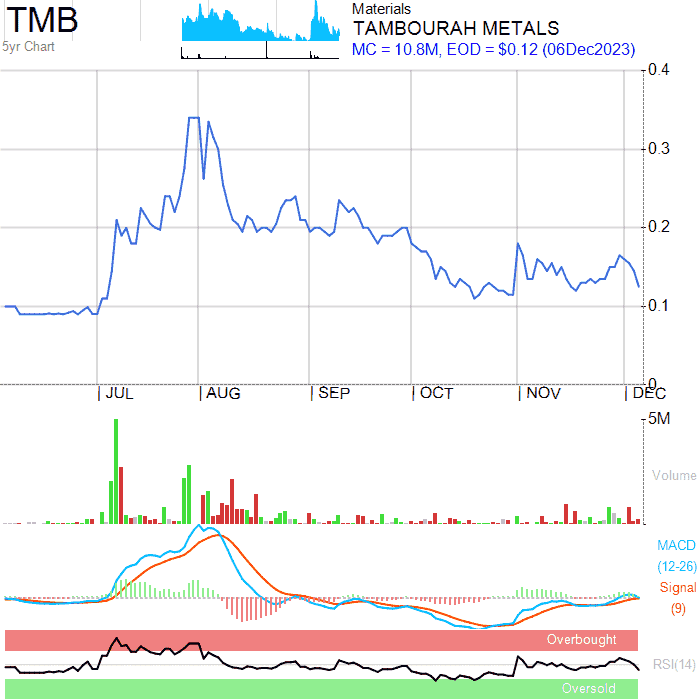 TMB
5yr Chart
Materials
TAMBOURAH METALS
MC = 10.8M, EOD = $0.12 (06Dec2023)
0.4
0.3
0.2
0.1
0
JUL AUG SEP OCT NOV DEC
5M
Volume
MACD
(12-26)
Signal
(9)
Overbought
RSI(14)
Oversold